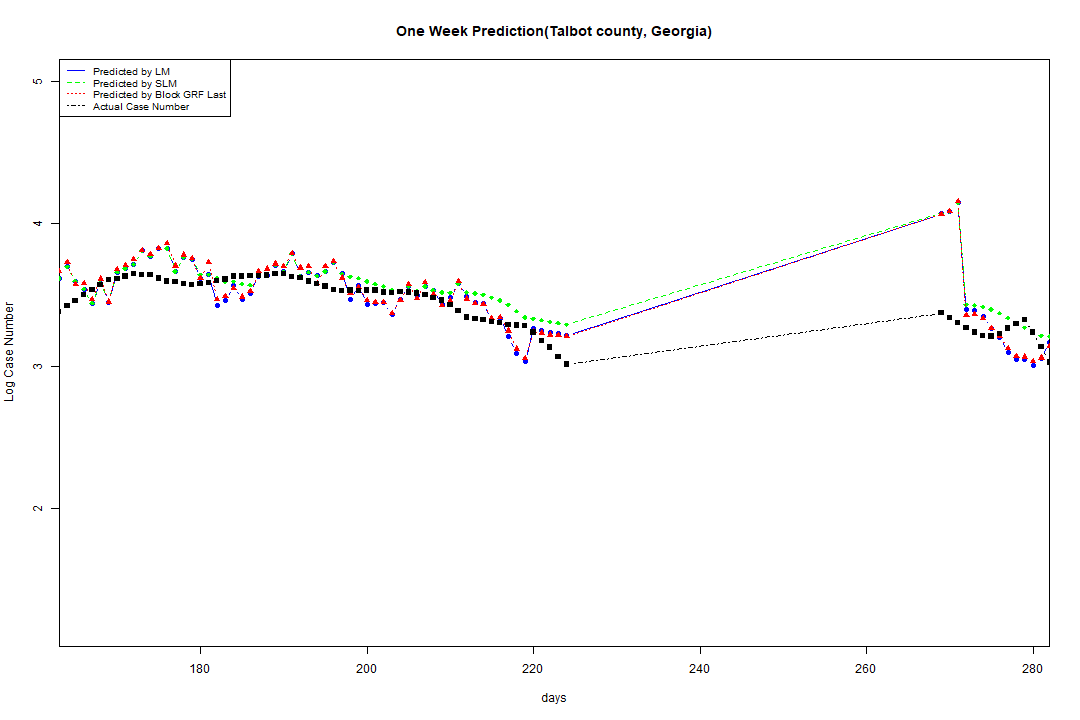 One Week Prediction(Talbot county, Georgia)
Predicted by LM
Predicted by SLM
Predicted by Block GRF Last
Actual Case Number
5
4
3
2
Log Case Number
180
200
220
240
260
280
days